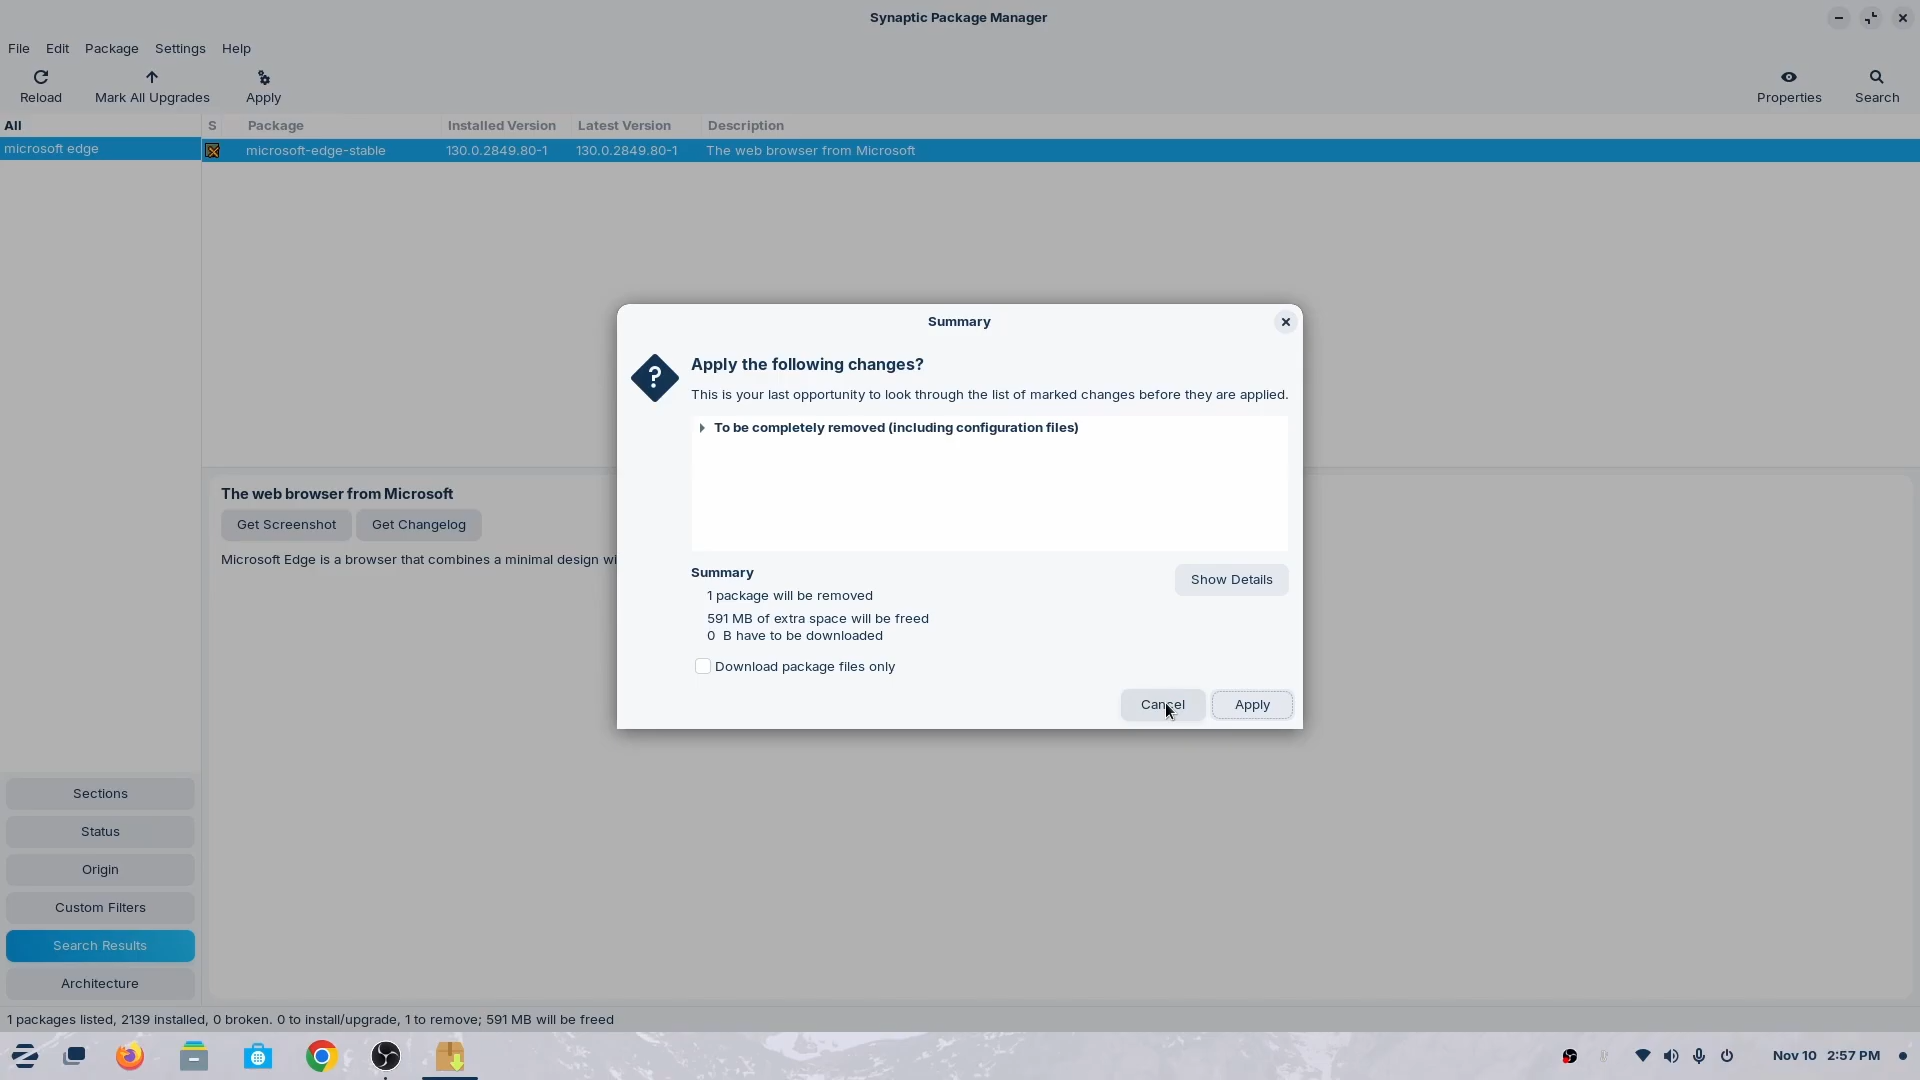 Synaptic Package Manager
File Edit Package Settings Help
Reload Mark All Upgrades Apply Properties Search
All
microsoft edge
S Package Installed Version Latest Version Description
microsoft-edge-stable 130.0.2849.80-1 130.0.2849.80-1 The web browser from Microsoft
Summary
Apply the following changes?
This is your last opportunity to look through the list of marked changes before they are applied.
To be completely removed (including configuration files)
Summary
Show Details
1 package will be removed
591 MB of extra space will be freed
0 B have to be downloaded
Download package files only
Cancel Apply
The web browser from Microsoft
Get Screenshot Get Changelog
Microsoft Edge is a browser that combines a minimal design wi
Sections
Status
Origin
Custom Filters
Search Results
Architecture
1 packages listed, 2139 installed, 0 broken. 0 to install/upgrade, 1 to remove; 591 MB will be freed
Nov 10 2:57 PM